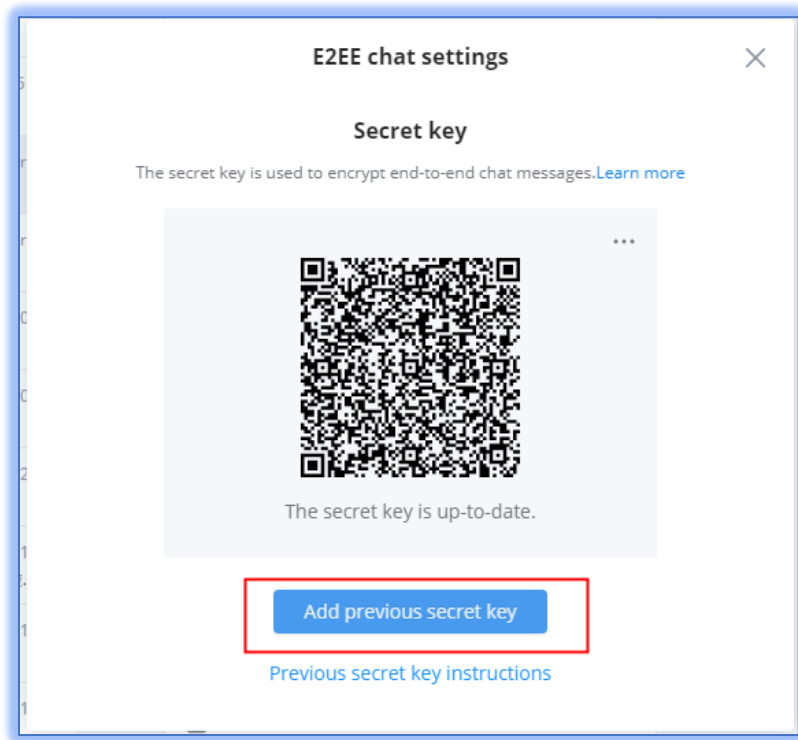 E2EE chat settings
Secret key
The secret key is used to encrypt end-to-end chat messages.Learn more
The secret key is up-to-date.
Add previous secret key
Previous secret key instructions